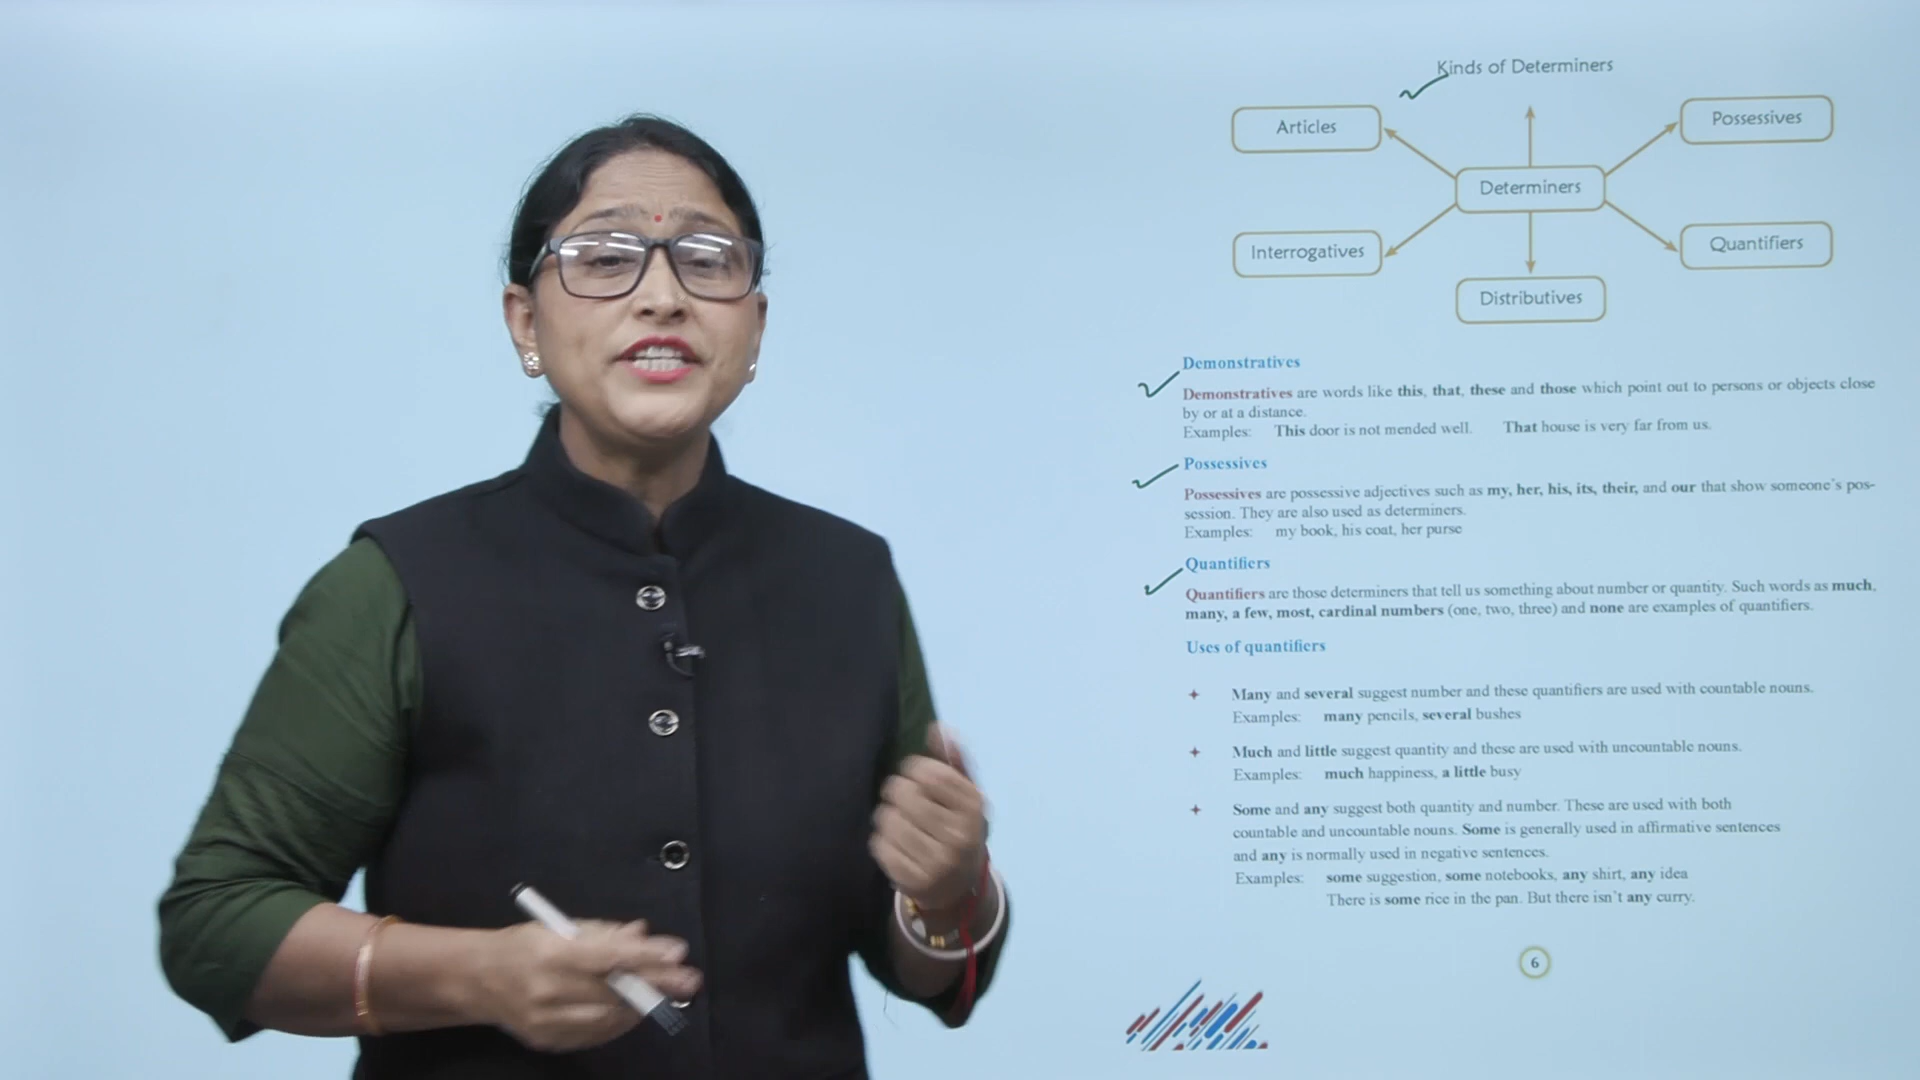 Kinds of Determiners
Articles
Possessives
Determiners
Interrogatives
Quantifiers
Distributives
Demonstratives
Demonstratives are words like this, that, these and those which point out to persons or objects close
by or at a distance.
Examples: This door is not mended well. That house is very far from us.
Possessives
Possessives are possessive adjectives such as my, her, his, its, their, and our that show someone's pos-
session. They are also used as determiners.
Examples: my book, his coat, her purse
Quantifiers
Quantifiers are those determiners that tell us something about number or quantity. Such words as much,
many, a few, most, cardinal numbers (one, two, three) and none are examples of quantifiers.
Uses of quantifiers
Many and several suggest number and these quantifiers are used with countable nouns.
Examples: many pencils, several bushes
Much and little suggest quantity and these are used with uncountable nouns.
Examples: much happiness, a little busy
Some and any suggest both quantity and number. These are used with both
countable and uncountable nouns. Some is generally used in affirmative sentences
and any is normally used in negative sentences.
Examples: some suggestion, some notebooks, any shirt, any idea
There is some rice in the pan. But there isn't any curry.
6